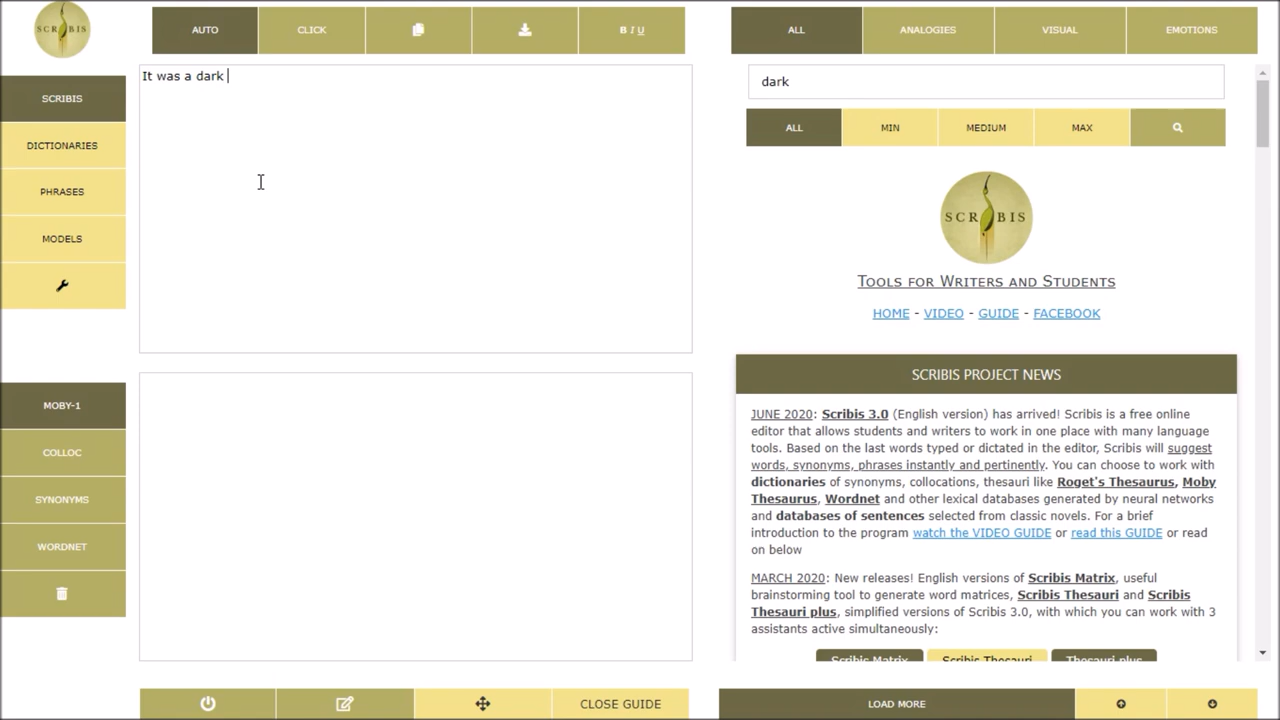 SCRIBIS
AUTO
CLICK
B I U
ALL
ANALOGIES
VISUAL
EMOTIONS
It was a dark
dark
SCRIBIS
DICTIONARIES
PHRASES
MODELS
ALL
MIN
MEDIUM
MAX
SCRIBIS
TOOLS FOR WRITERS AND STUDENTS
HOME - VIDEO - GUIDE - FACEBOOK
SCRIBIS PROJECT NEWS
JUNE 2020: Scribis 3.0 (English version) has arrived! Scribis is a free online
editor that allows students and writers to work in one place with many language
tools. Based on the last words typed or dictated in the editor, Scribis will suggest
words, synonyms, phrases instantly and pertinently. You can choose to work with
dictionaries of synonyms, collocations, thesauri like Roget's Thesaurus, Moby
Thesaurus, Wordnet and other lexical databases generated by neural networks
and databases of sentences selected from classic novels. For a brief
introduction to the program watch the VIDEO GUIDE or read this GUIDE or read
on below
MARCH 2020: New releases! English versions of Scribis Matrix, useful
brainstorming tool to generate word matrices, Scribis Thesauri and Scribis
Thesauri plus, simplified versions of Scribis 3.0, with which you can work with 3
assistants active simultaneously:
Scribis Matrix
Scribis Thesauri
Thesauri plus
MOBY-1
COLLOC
SYNONYMS
WORDNET
CLOSE GUIDE
LOAD MORE